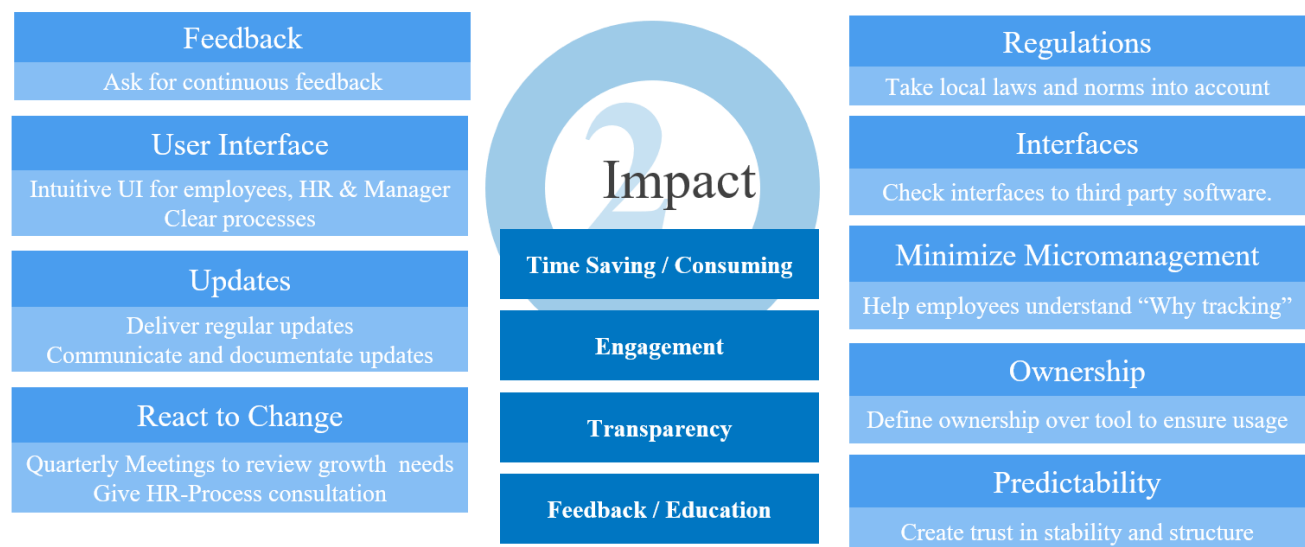 Feedback
Ask for continuous feedback
User Interface
Intuitive UI for employees, HR & Manager
Clear processes
Updates
Deliver regular updates
Communicate and documentate updates
React to Change
Quarterly Meetings to review growth needs
Give HR-Process consultation
2
Impact
Time Saving / Consuming
Engagement
Transparency
Feedback / Education
Regulations
Take local laws and norms into account
Interfaces
Check interfaces to third party software.
Minimize Micromanagement
Help employees understand “Why tracking”
Ownership
Define ownership over tool to ensure usage
Predictability
Create trust in stability and structure